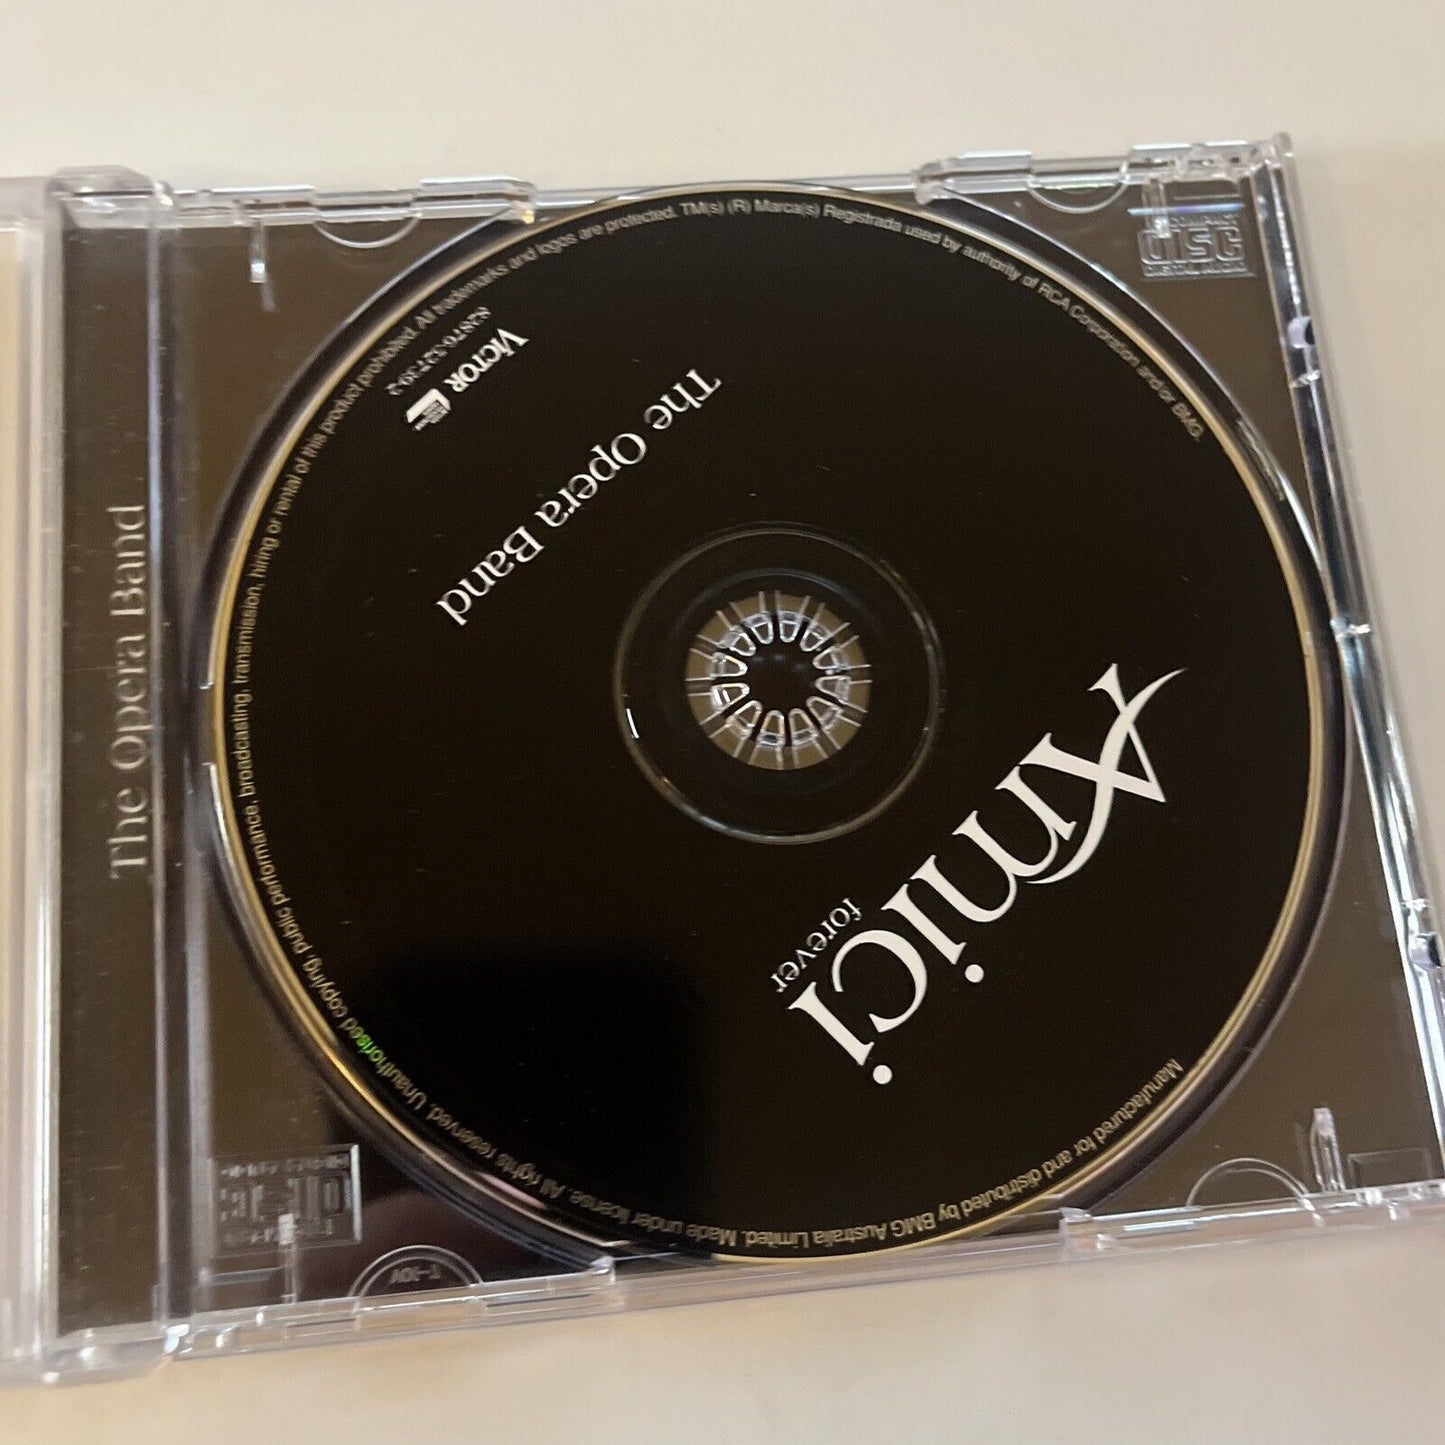 Amici
forever
The Opera Band
VICTOR
Manufactured for and distributed by BMG Australia Limited. Made under license. All rights reserved. Unauthorised copying, public performance, broadcasting, transmission, hiring or rental of this product prohibited. All trademarks and logos are protected. TM(s) (R) Marca(s) Registrada used by authority of RCA Corporation and/or BMG.
The Opera Band
COMPACT
DISC
DIGITAL AUDIO
T-JOY